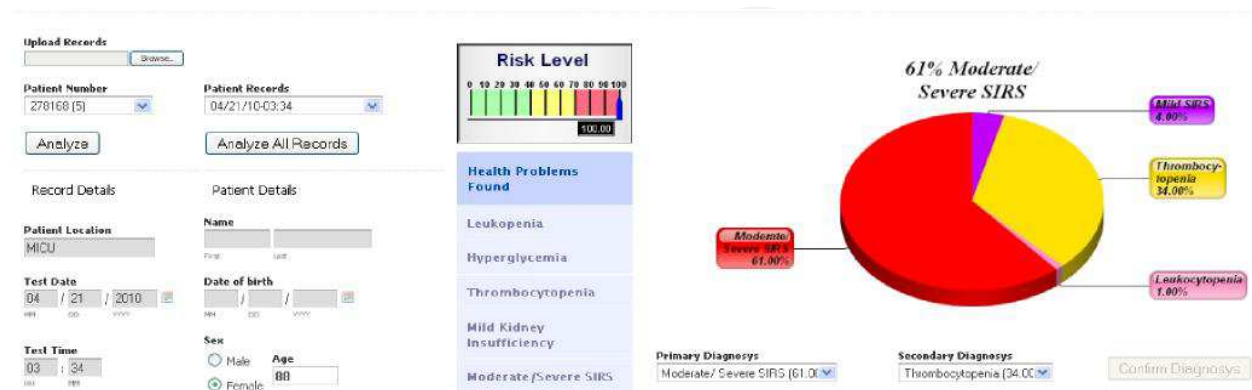 Upload Records
Browse...
Patient Number
278168 (5)
Patient Records
04/21/10-03:34
Analyze
Analyze All Records
Record Details
Patient Details
Patient Location
MICU
Name
First
Last
Test Date
04 / 21 / 2010
MM DD YYYY
Date of birth
/ /
MM DD YYYY
Test Time
03 : 34
HH MM
Sex
Male
Female
Age
88
Risk Level
0 10 20 30 40 50 60 70 80 90 100
100.00
Health Problems
Found
Leukopenia
Hyperglycemia
Thrombocytopenia
Mild Kidney
Insufficiency
Moderate/Severe SIRS
61% Moderate/
Severe SIRS
Mild SIRS
4.00%
Thrombocy-
topenia
34.00%
Moderate/
Severe SIRS
61.00%
Leukocytopenia
1.00%
Primary Diagnosys
Moderate/ Severe SIRS (61.0
Secondary Diagnosys
Thrombocytopenia (34.0
Confirm Diagnosys